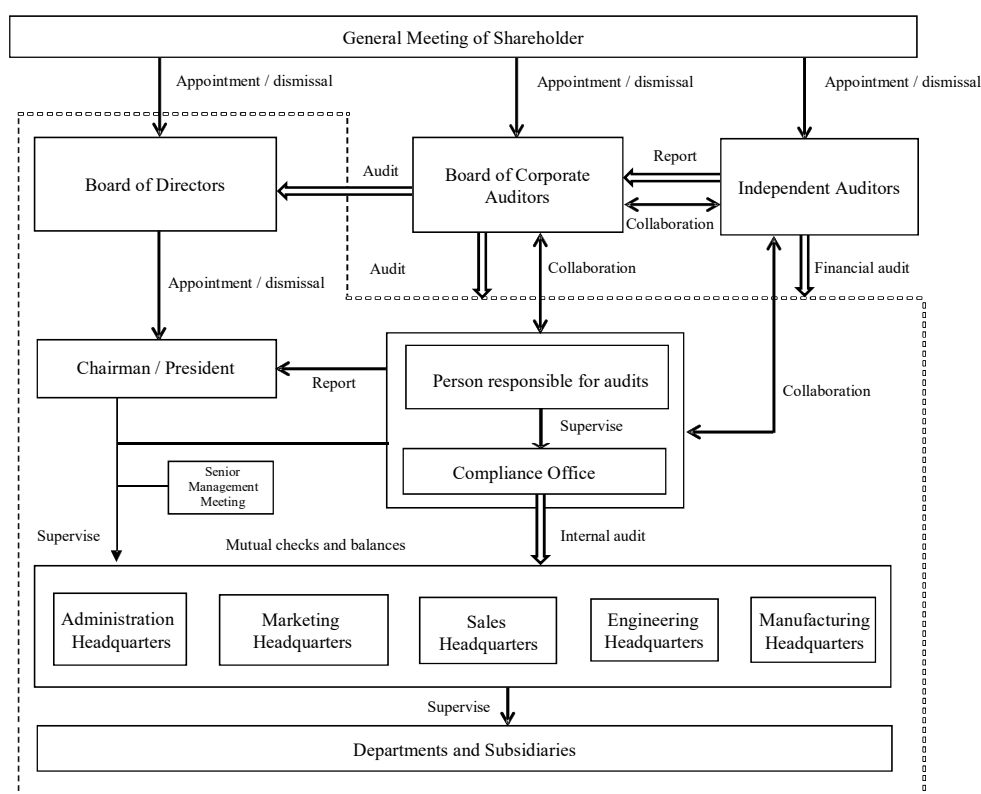 General Meeting of Shareholder
Appointment / dismissal
Appointment / dismissal
Appointment / dismissal
Board of Directors
Audit
Board of Corporate
Auditors
Report
Collaboration
Independent Auditors
Appointment / dismissal
Audit
Collaboration
Financial audit
Chairman / President
Report
Person responsible for audits
Supervise
Compliance Office
Collaboration
Senior
Management
Meeting
Supervise
Mutual checks and balances
Internal audit
Administration
Headquarters
Marketing
Headquarters
Sales
Headquarters
Engineering
Headquarters
Manufacturing
Headquarters
Supervise
Departments and Subsidiaries